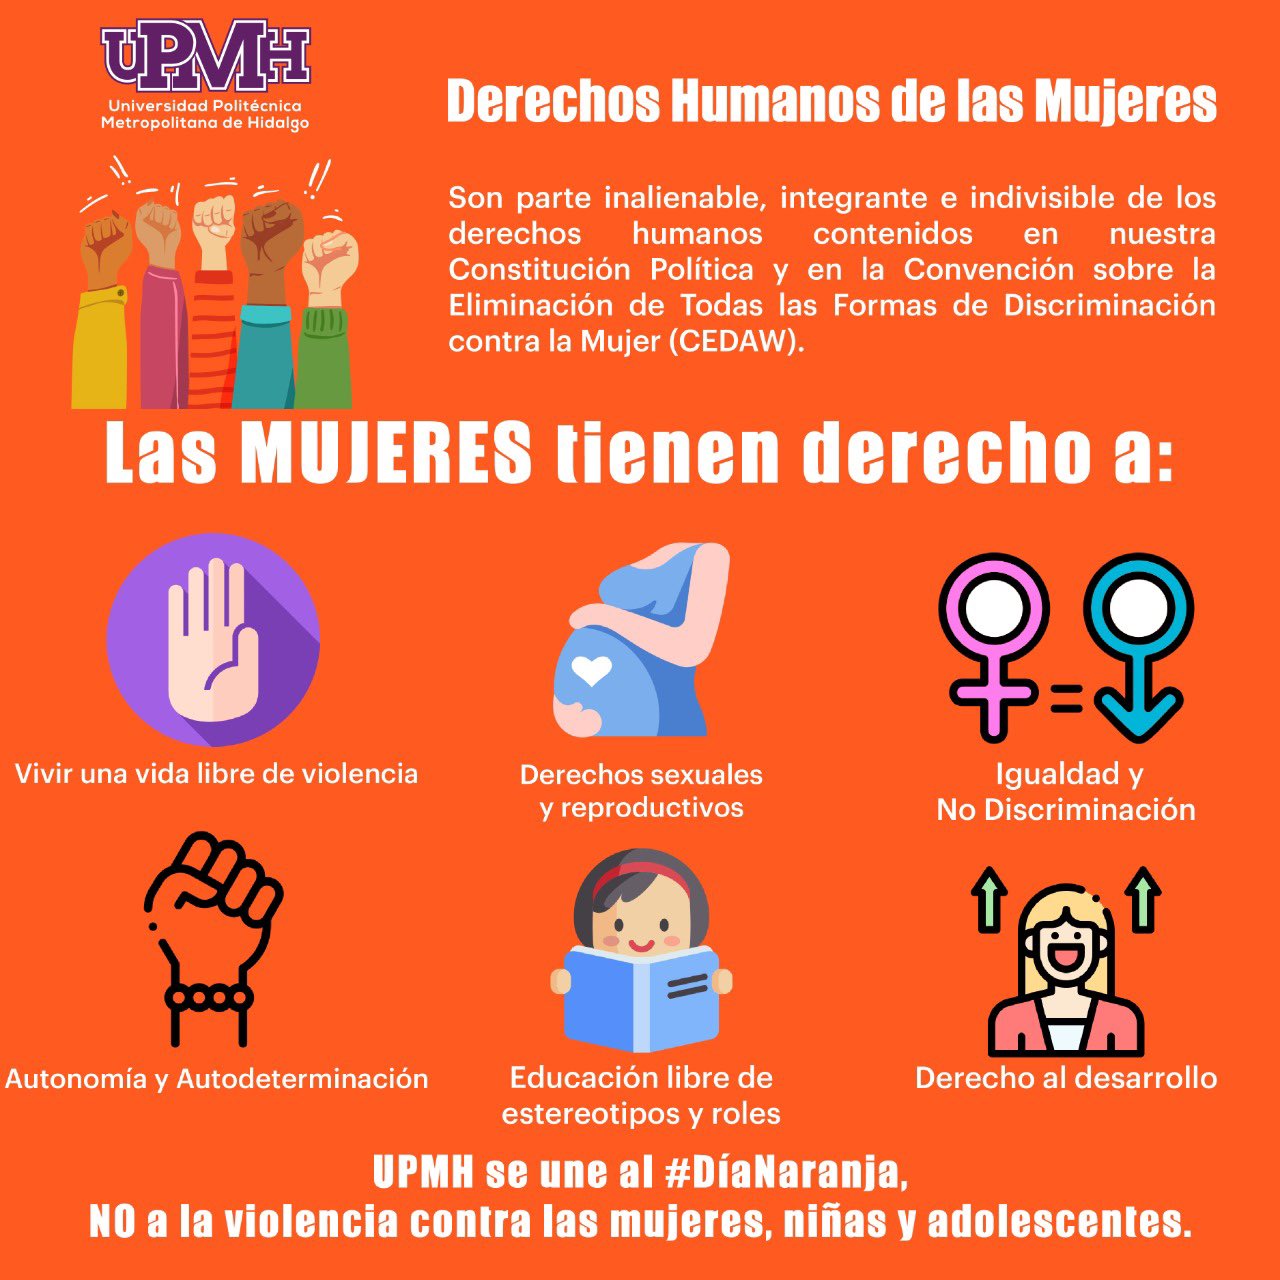 UPMH
Universidad Politécnica
Metropolitana de Hidalgo
Derechos Humanos de las Mujeres
Son parte inalienable, integrante e indivisible de los
derechos humanos contenidos en nuestra
Constitución Política y en la Convención sobre la
Eliminación de Todas las Formas de Discriminación
contra la Mujer (CEDAW).
Las MUJERES tienen derecho a:
Vivir una vida libre de violencia
Derechos sexuales
y reproductivos
Igualdad y
No Discriminación
Autonomía y Autodeterminación
Educación libre de
estereotipos y roles
Derecho al desarrollo
UPMH se une al #DíaNaranja,
NO a la violencia contra las mujeres, niñas y adolescentes.